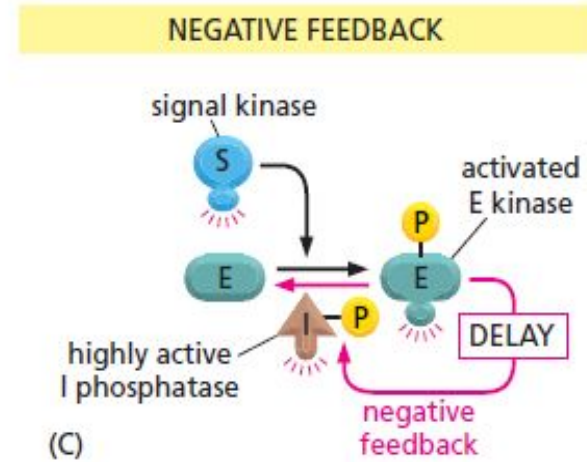 NEGATIVE FEEDBACK
signal kinase
S
activated
E kinase
P
E
E
I
P
DELAY
highly active
I phosphatase
negative
feedback
(C)